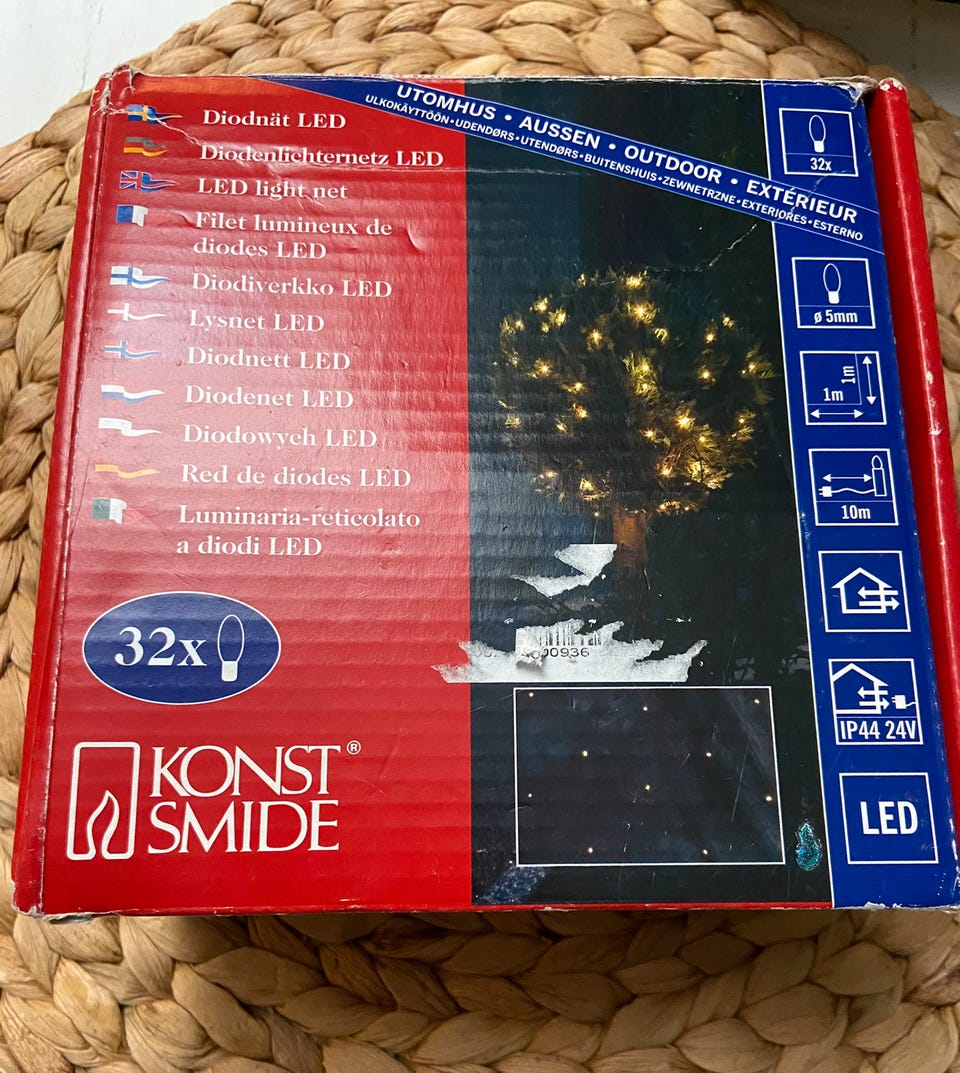 UTOMHUS • AUSSEN • OUTDOOR • EXTÉRIEUR
ULKOKÄYTTÖÖN • UDENDØRS • UTENDØRS • BUITENSHUIS • ZEWNETRZNE • EXTERIORES • ESTERNO
Diodnät LED
Diodenlichternetz LED
LED light net
Filet lumineux de
diodes LED
Diodiverkko LED
Lysnet LED
Diodnett LED
Diodenet LED
Diodowych LED
Red de diodes LED
Luminaria-reticolato
a diodi LED
32x
KONST
SMIDE®
00936
32x
ø 5mm
1m
1m
10m
IP44 24V
LED